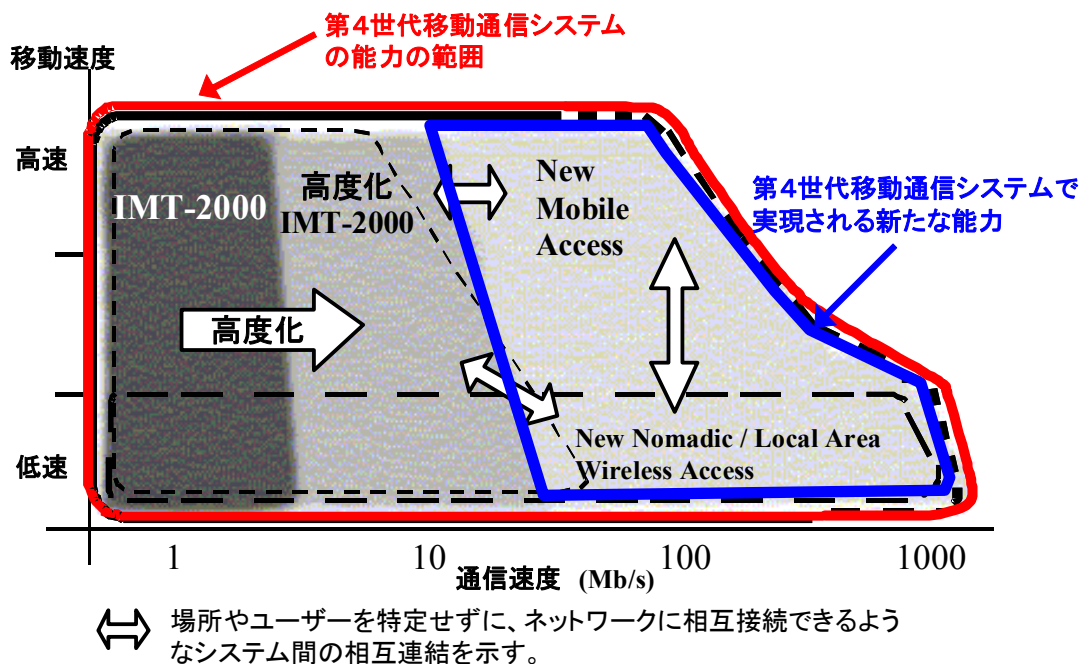 第４世代移動通信システム
の能力の範囲
移動速度
高速
IMT-2000
高度化
IMT-2000
New
Mobile
Access
第４世代移動通信システムで
実現される新たな能力
高度化
低速
New Nomadic / Local Area
Wireless Access
1 10 100 1000
通信速度 (Mb/s)
場所やユーザーを特定せずに、ネットワークに相互接続できるよう
なシステム間の相互連結を示す。